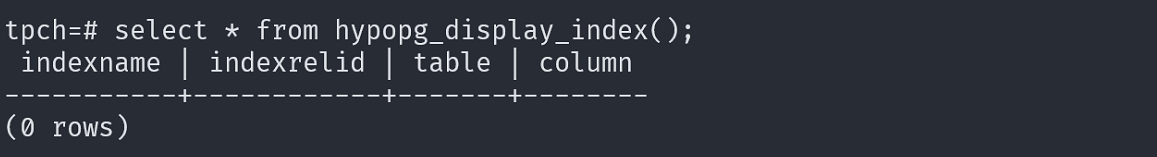 tpch=# select * from hypopg_display_index();
 indexname | indexrelid | table | column
-----------+------------+-------+--------
(0 rows)